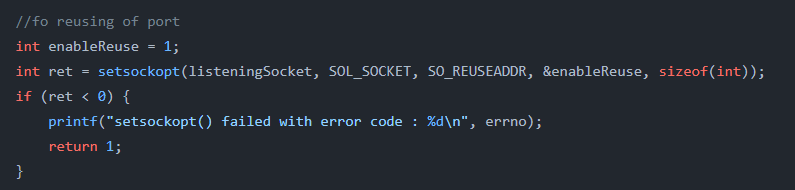 //fo reusing of port
int enableReuse = 1;
int ret = setsockopt(listeningSocket, SOL_SOCKET, SO_REUSEADDR, &enableReuse, sizeof(int));
if (ret < 0) {
    printf("setsockopt() failed with error code : %d\n", errno);
    return 1;
}